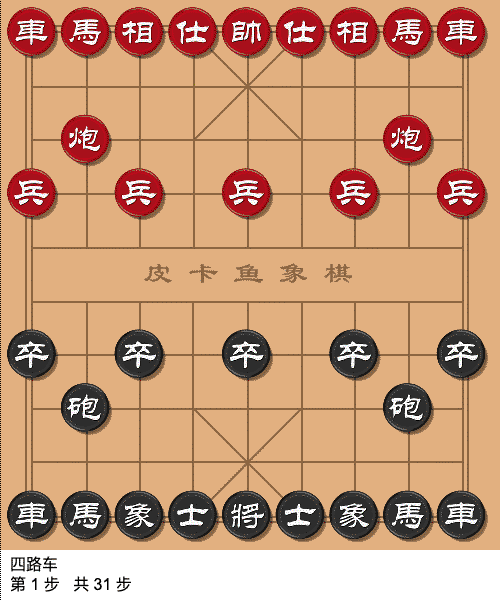 車馬相仕帥仕相馬車
炮炮
兵兵兵兵兵
皮卡鱼象棋
卒卒卒卒卒
砲砲
車馬象士將士象馬車
四路车
第 1 步 共 31 步